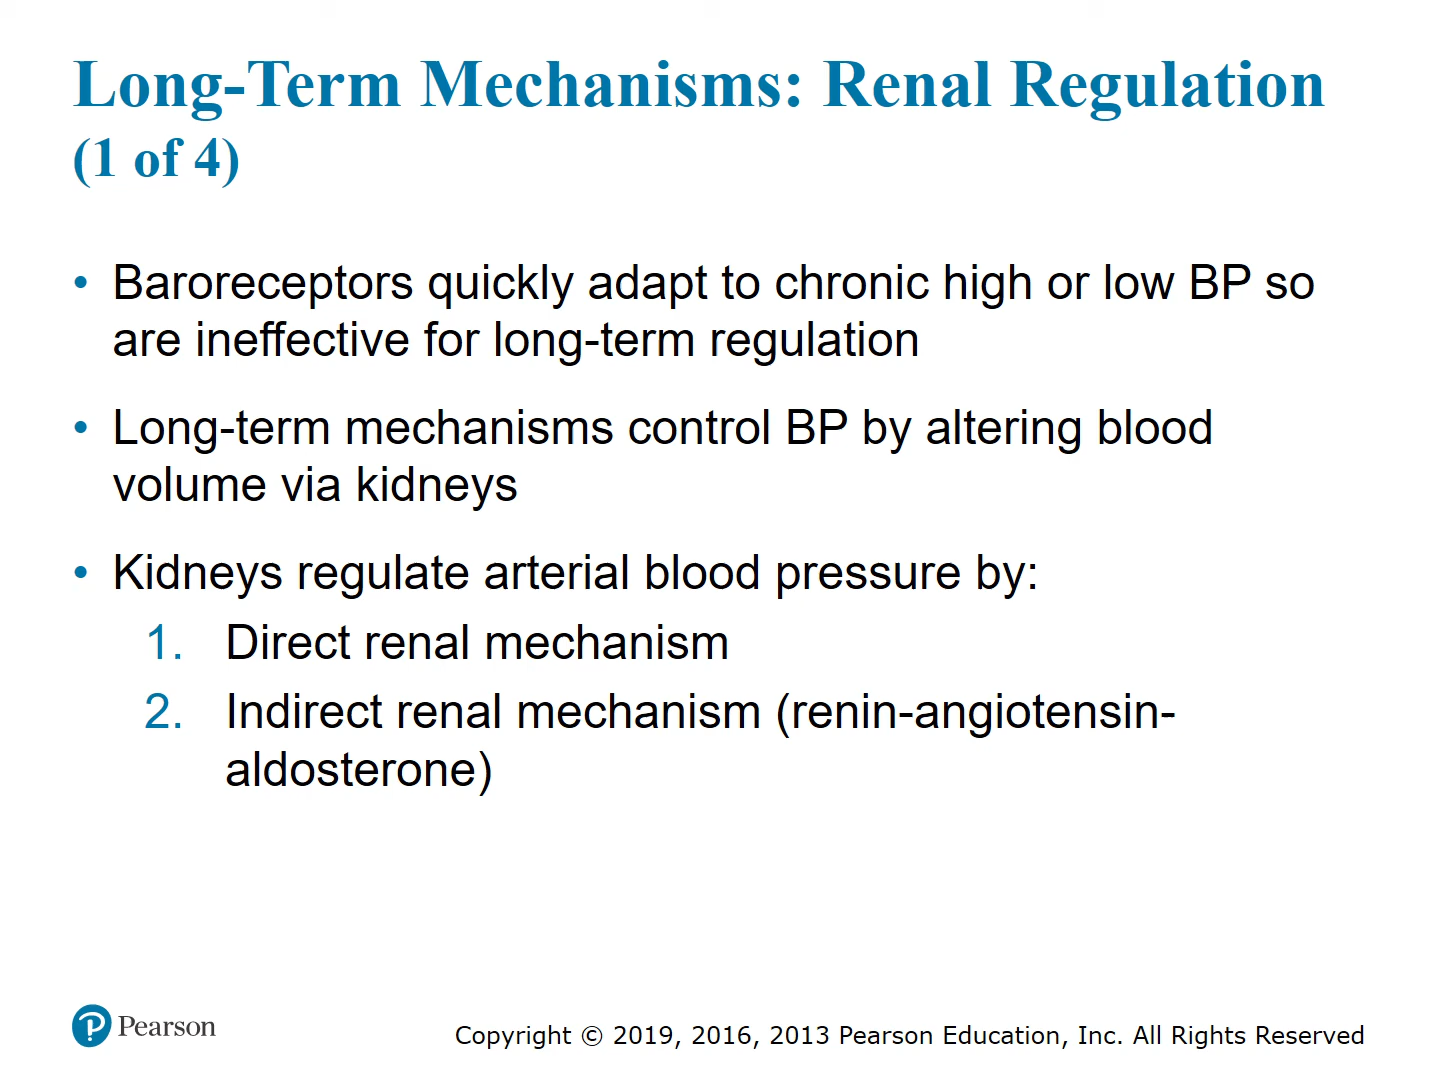 Long-Term Mechanisms: Renal Regulation
(1 of 4)
• Baroreceptors quickly adapt to chronic high or low BP so
are ineffective for long-term regulation
• Long-term mechanisms control BP by altering blood
volume via kidneys
• Kidneys regulate arterial blood pressure by:
1. Direct renal mechanism
2. Indirect renal mechanism (renin-angiotensin-
aldosterone)
Pearson
Copyright © 2019, 2016, 2013 Pearson Education, Inc. All Rights Reserved